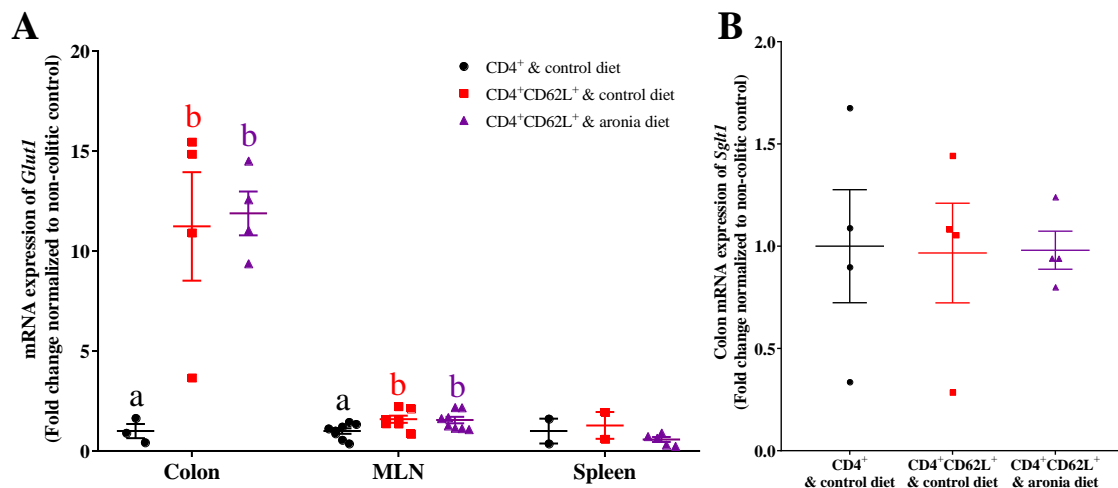 A
mRNA expression of Glut1
(Fold change normalized to non-colitic control)
20
15
10
5
0
CD4⁺ & control diet
CD4⁺CD62L⁺ & control diet
CD4⁺CD62L⁺ & aronia diet
a
b
b
a
b
b
Colon
MLN
Spleen
B
Colon mRNA expression of Sglt1
(Fold change normalized to non-colitic control)
2.0
1.5
1.0
0.5
0.0
CD4⁺
& control diet
CD4⁺CD62L⁺
& control diet
CD4⁺CD62L⁺
& aronia diet